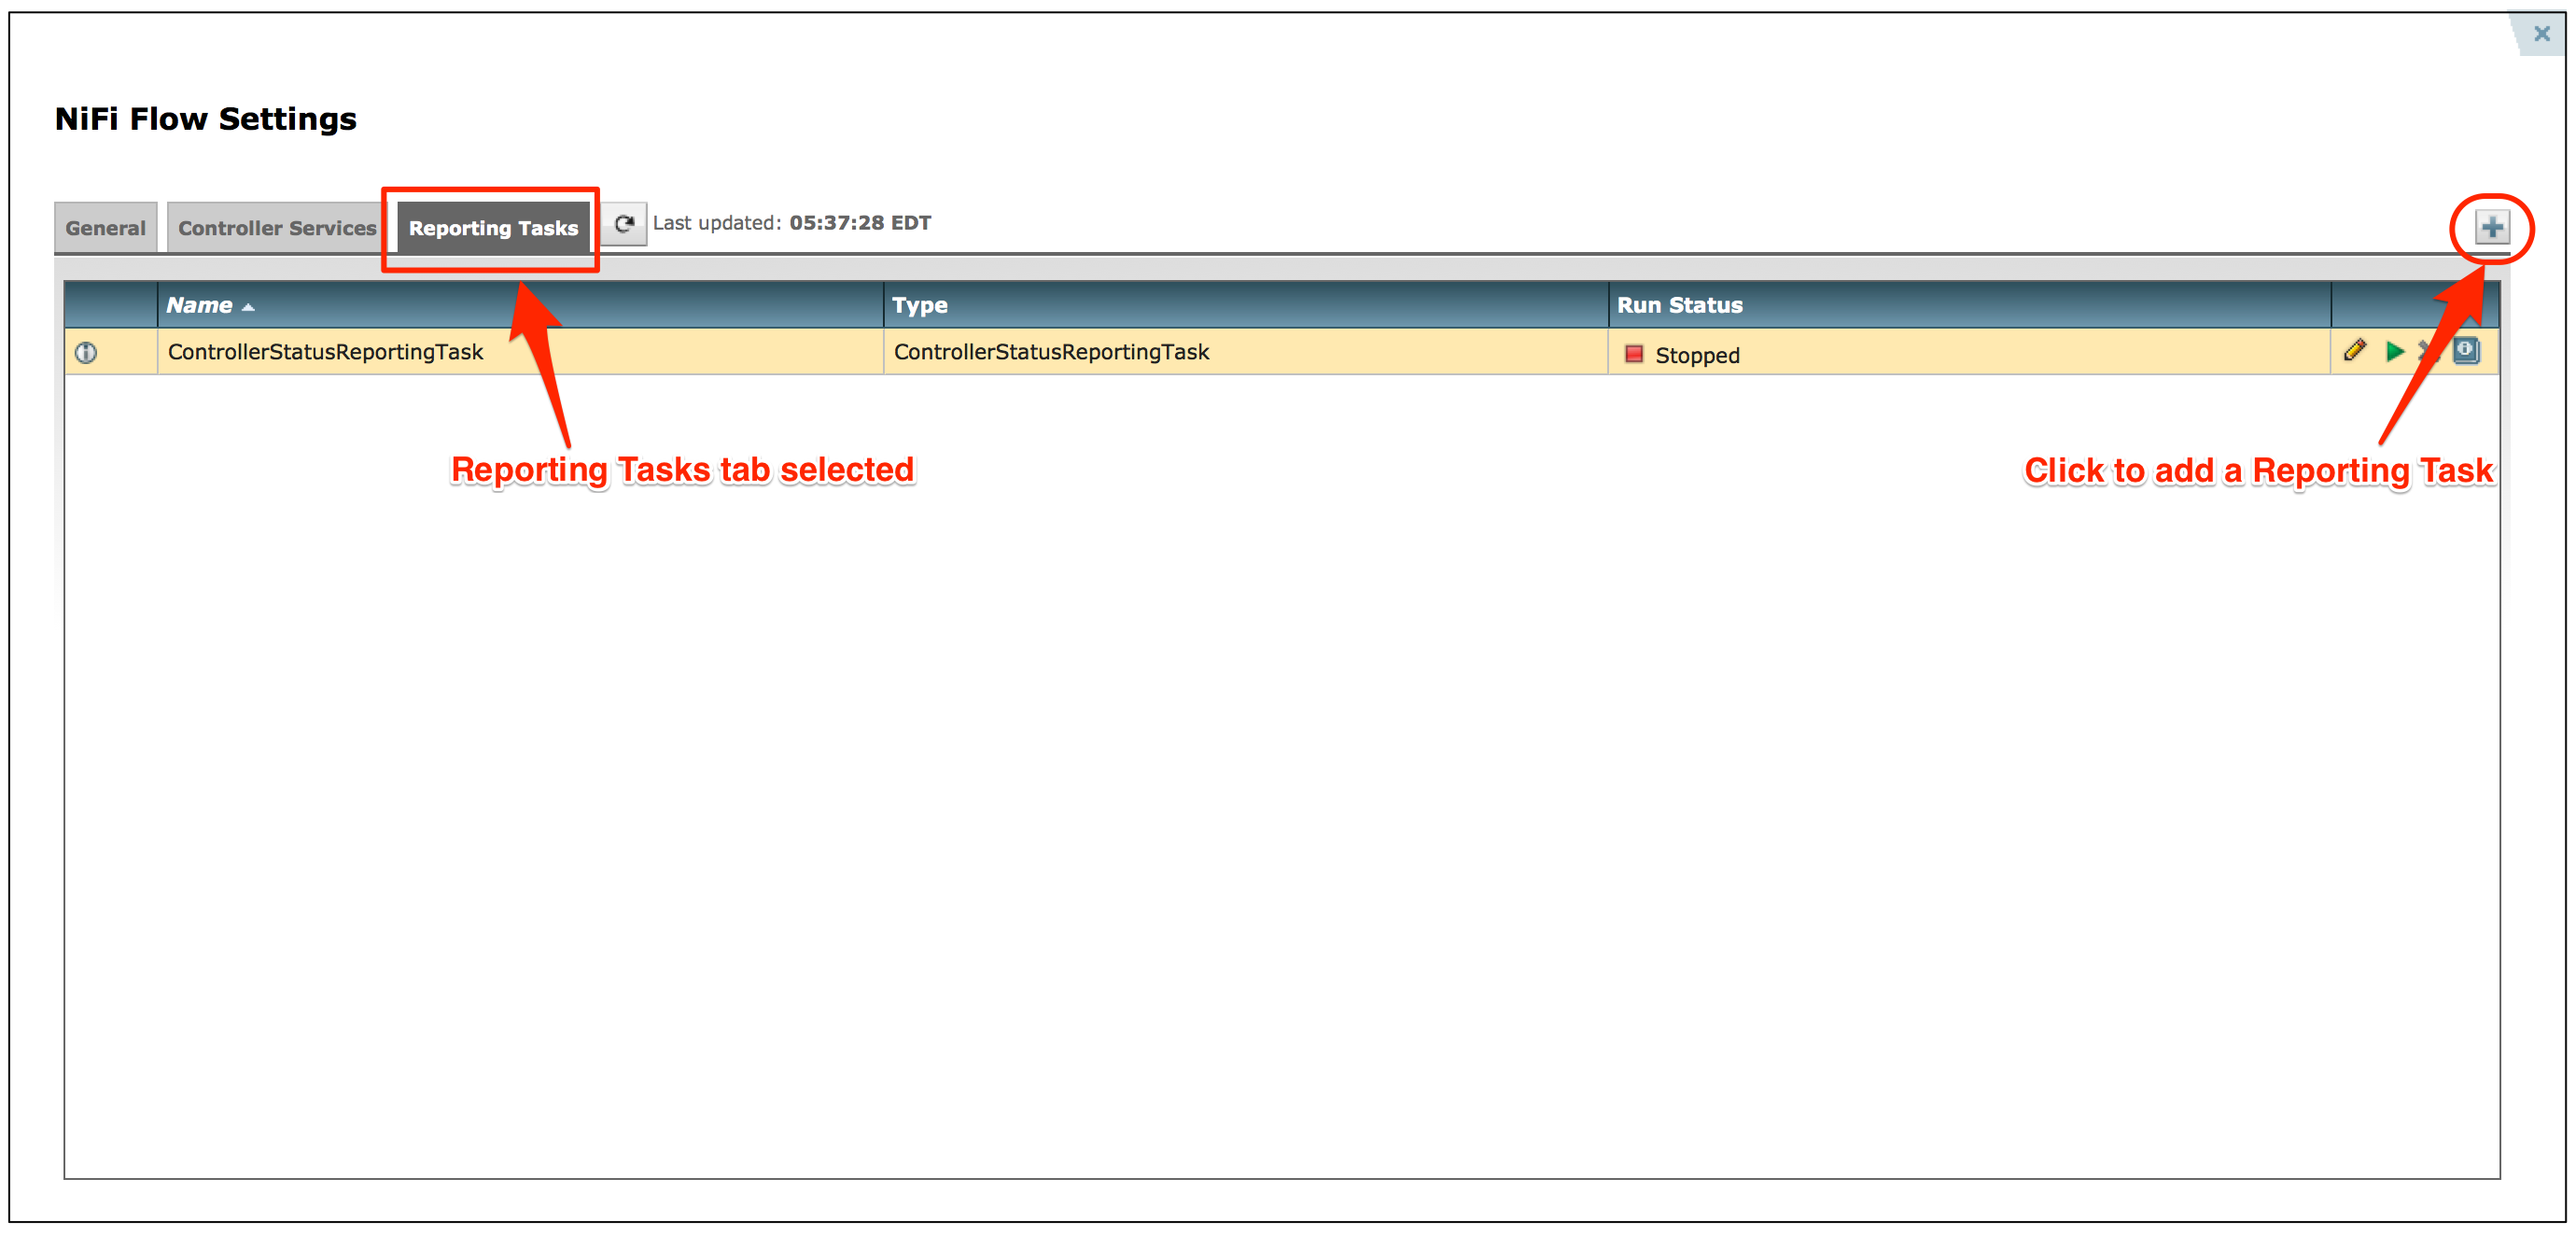 NiFi Flow Settings
General Controller Services Reporting Tasks Last updated: 05:37:28 EDT
Name Type Run Status
ControllerStatusReportingTask ControllerStatusReportingTask Stopped
Reporting Tasks tab selected Click to add a Reporting Task